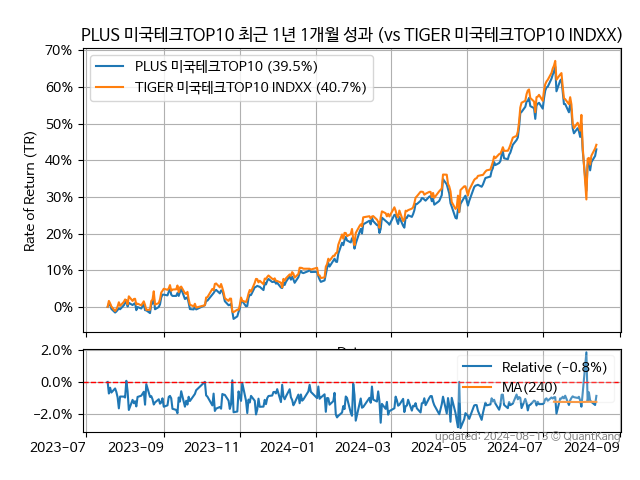 PLUS 미국테크TOP10 최근 1년 1개월 성과 (vs TIGER 미국테크TOP10 INDXX)
70%
60%
50%
40%
30%
20%
10%
0%
Rate of Return (TR)
PLUS 미국테크TOP10 (39.5%)
TIGER 미국테크TOP10 INDXX (40.7%)
2.0%
0.0%
−2.0%
Relative (−0.8%)
MA(240)
updated: 2024-08-13 © QuantKang
2023-07
2023-09
2023-11
2024-01
2024-03
2024-05
2024-07
2024-09